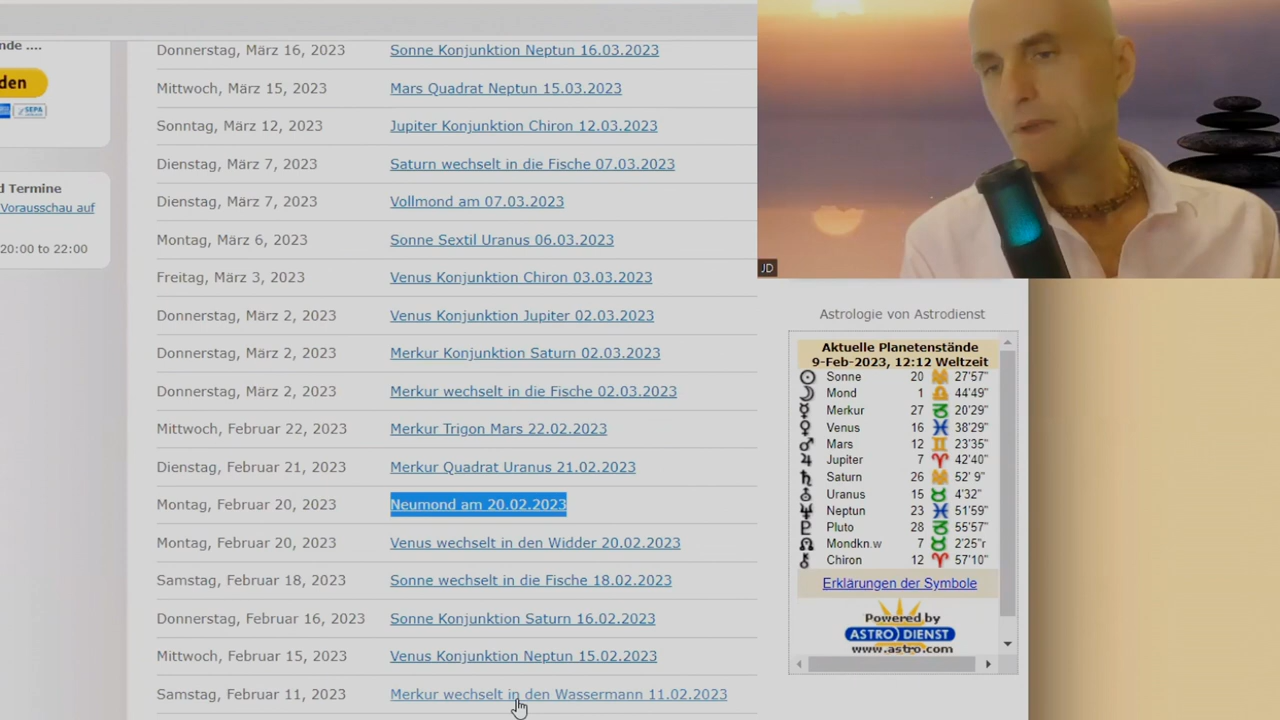 nde ....
den
SEPA
d Termine
Vorausschau auf
20:00 to 22:00
Donnerstag, März 16, 2023 Sonne Konjunktion Neptun 16.03.2023
Mittwoch, März 15, 2023 Mars Quadrat Neptun 15.03.2023
Sonntag, März 12, 2023 Jupiter Konjunktion Chiron 12.03.2023
Dienstag, März 7, 2023 Saturn wechselt in die Fische 07.03.2023
Dienstag, März 7, 2023 Vollmond am 07.03.2023
Montag, März 6, 2023 Sonne Sextil Uranus 06.03.2023
Freitag, März 3, 2023 Venus Konjunktion Chiron 03.03.2023
Donnerstag, März 2, 2023 Venus Konjunktion Jupiter 02.03.2023
Donnerstag, März 2, 2023 Merkur Konjunktion Saturn 02.03.2023
Donnerstag, März 2, 2023 Merkur wechselt in die Fische 02.03.2023
Mittwoch, Februar 22, 2023 Merkur Trigon Mars 22.02.2023
Dienstag, Februar 21, 2023 Merkur Quadrat Uranus 21.02.2023
Montag, Februar 20, 2023 Neumond am 20.02.2023
Montag, Februar 20, 2023 Venus wechselt in den Widder 20.02.2023
Samstag, Februar 18, 2023 Sonne wechselt in die Fische 18.02.2023
Donnerstag, Februar 16, 2023 Sonne Konjunktion Saturn 16.02.2023
Mittwoch, Februar 15, 2023 Venus Konjunktion Neptun 15.02.2023
Samstag, Februar 11, 2023 Merkur wechselt in den Wassermann 11.02.2023
JD
Astrologie von Astrodienst
Aktuelle Planetenstände
9-Feb-2023, 12:12 Weltzeit
☉ Sonne 20 ♒ 27'57"
☽ Mond 1 ♎ 44'49"
☿ Merkur 27 ♑ 20'29"
♀ Venus 16 ♓ 38'29"
♂ Mars 12 ♊ 23'35"
♃ Jupiter 7 ♈ 42'40"
♄ Saturn 26 ♒ 52' 9"
♅ Uranus 15 ♉ 4'32"
♆ Neptun 23 ♓ 51'59"
♇ Pluto 28 ♑ 55'57"
☊ Mondkn.w 7 ♉ 2'25"r
⚷ Chiron 12 ♈ 57'10"
Erklärungen der Symbole
Powered by
ASTRO DIENST
www.astro.com